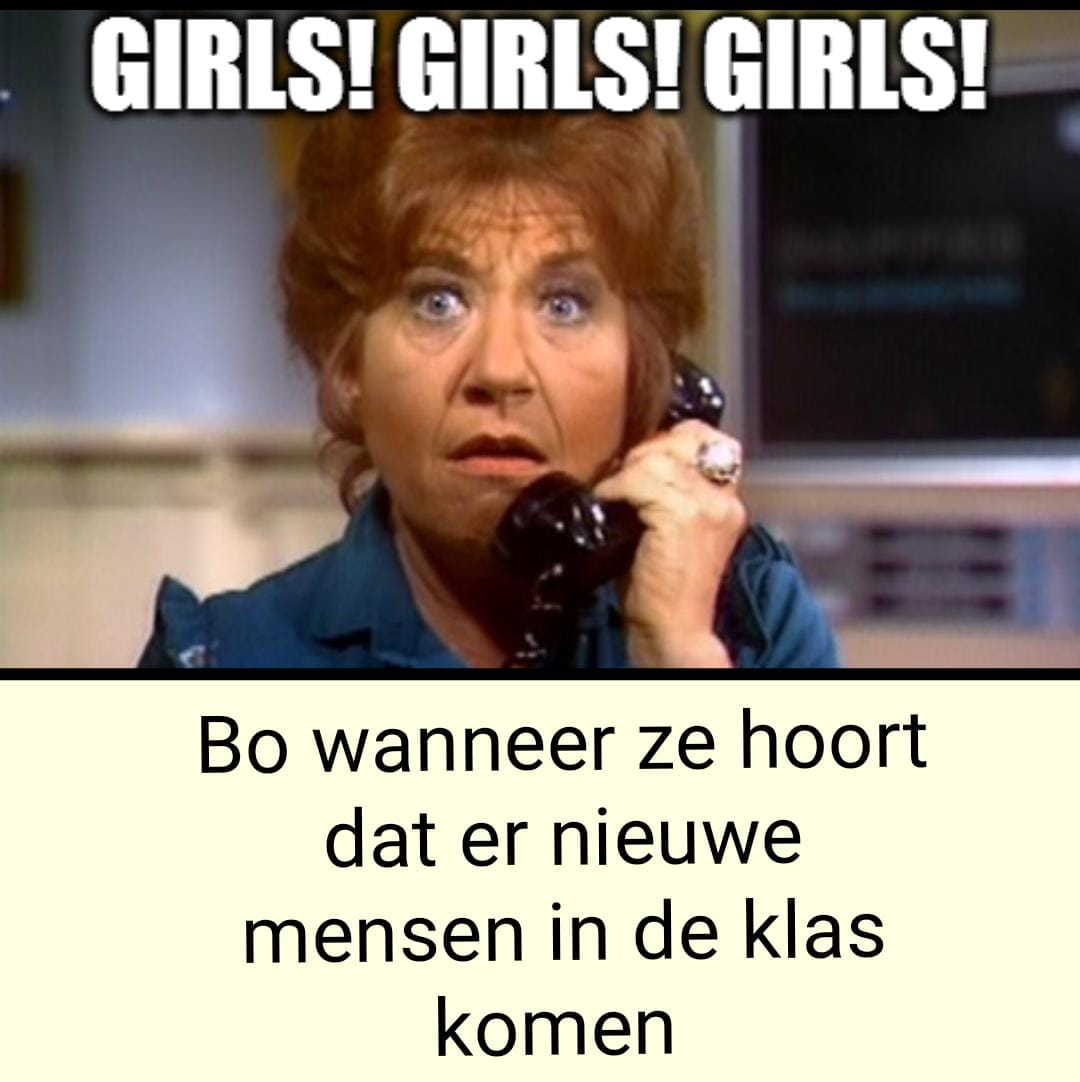 GIRLS! GIRLS! GIRLS!
Bo wanneer ze hoort
dat er nieuwe
mensen in de klas
komen